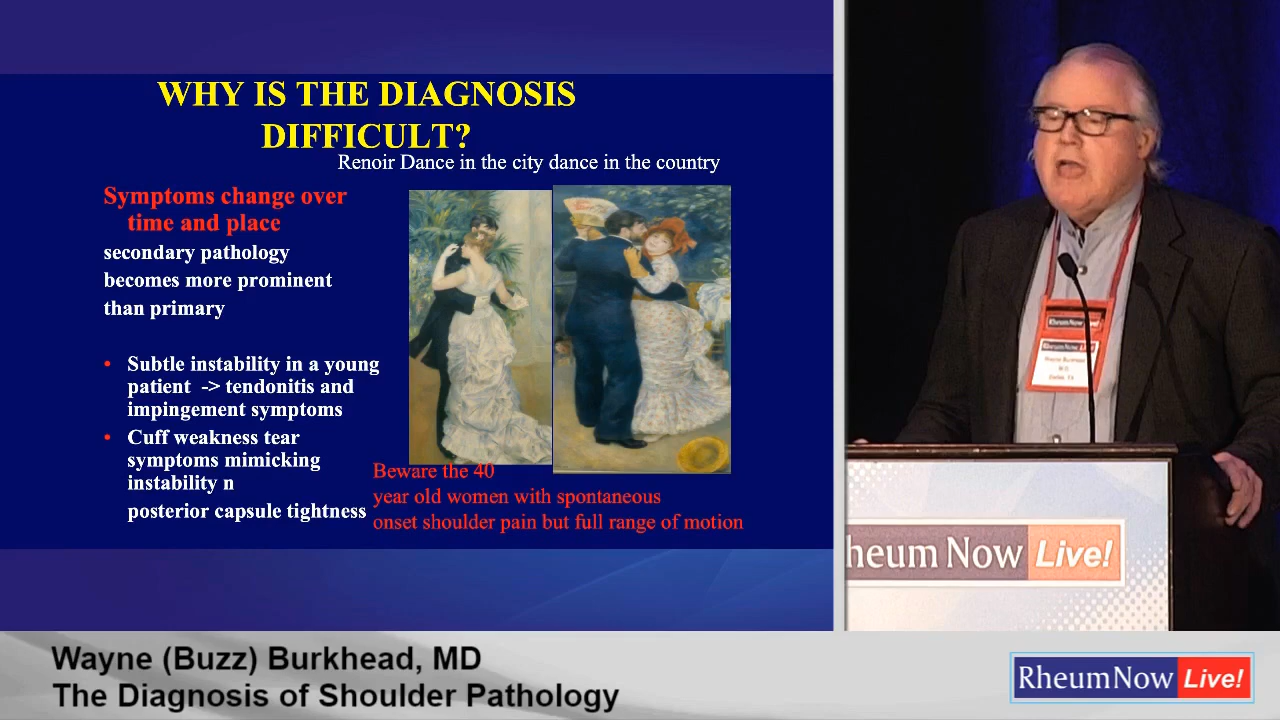 WHY IS THE DIAGNOSIS
DIFFICULT?
Renoir Dance in the city dance in the country
Symptoms change over
time and place
secondary pathology
becomes more prominent
than primary
• Subtle instability in a young
patient -> tendonitis and
impingement symptoms
• Cuff weakness tear
symptoms mimicking
instability n
posterior capsule tightness
Beware the 40
year old women with spontaneous
onset shoulder pain but full range of motion
RheumNow Live!
heum Now Live!
Wayne (Buzz) Burkhead, MD
The Diagnosis of Shoulder Pathology
RheumNow Live!